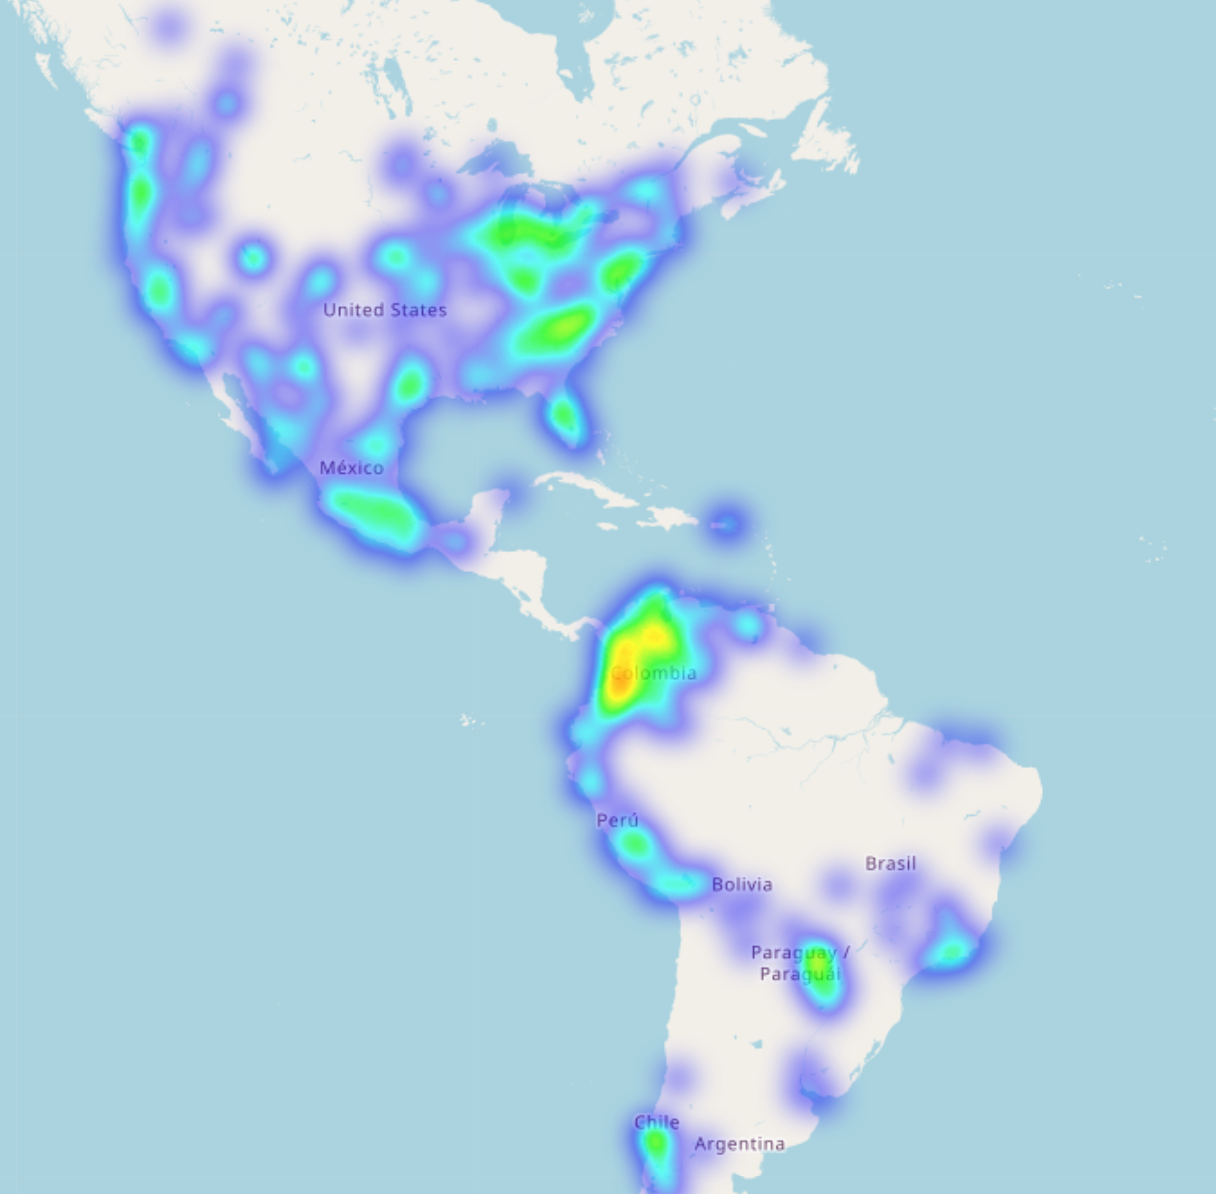 United States
México
Colombia
Perú
Brasil
Bolivia
Paraguay /
Paraguái
Chile
Argentina